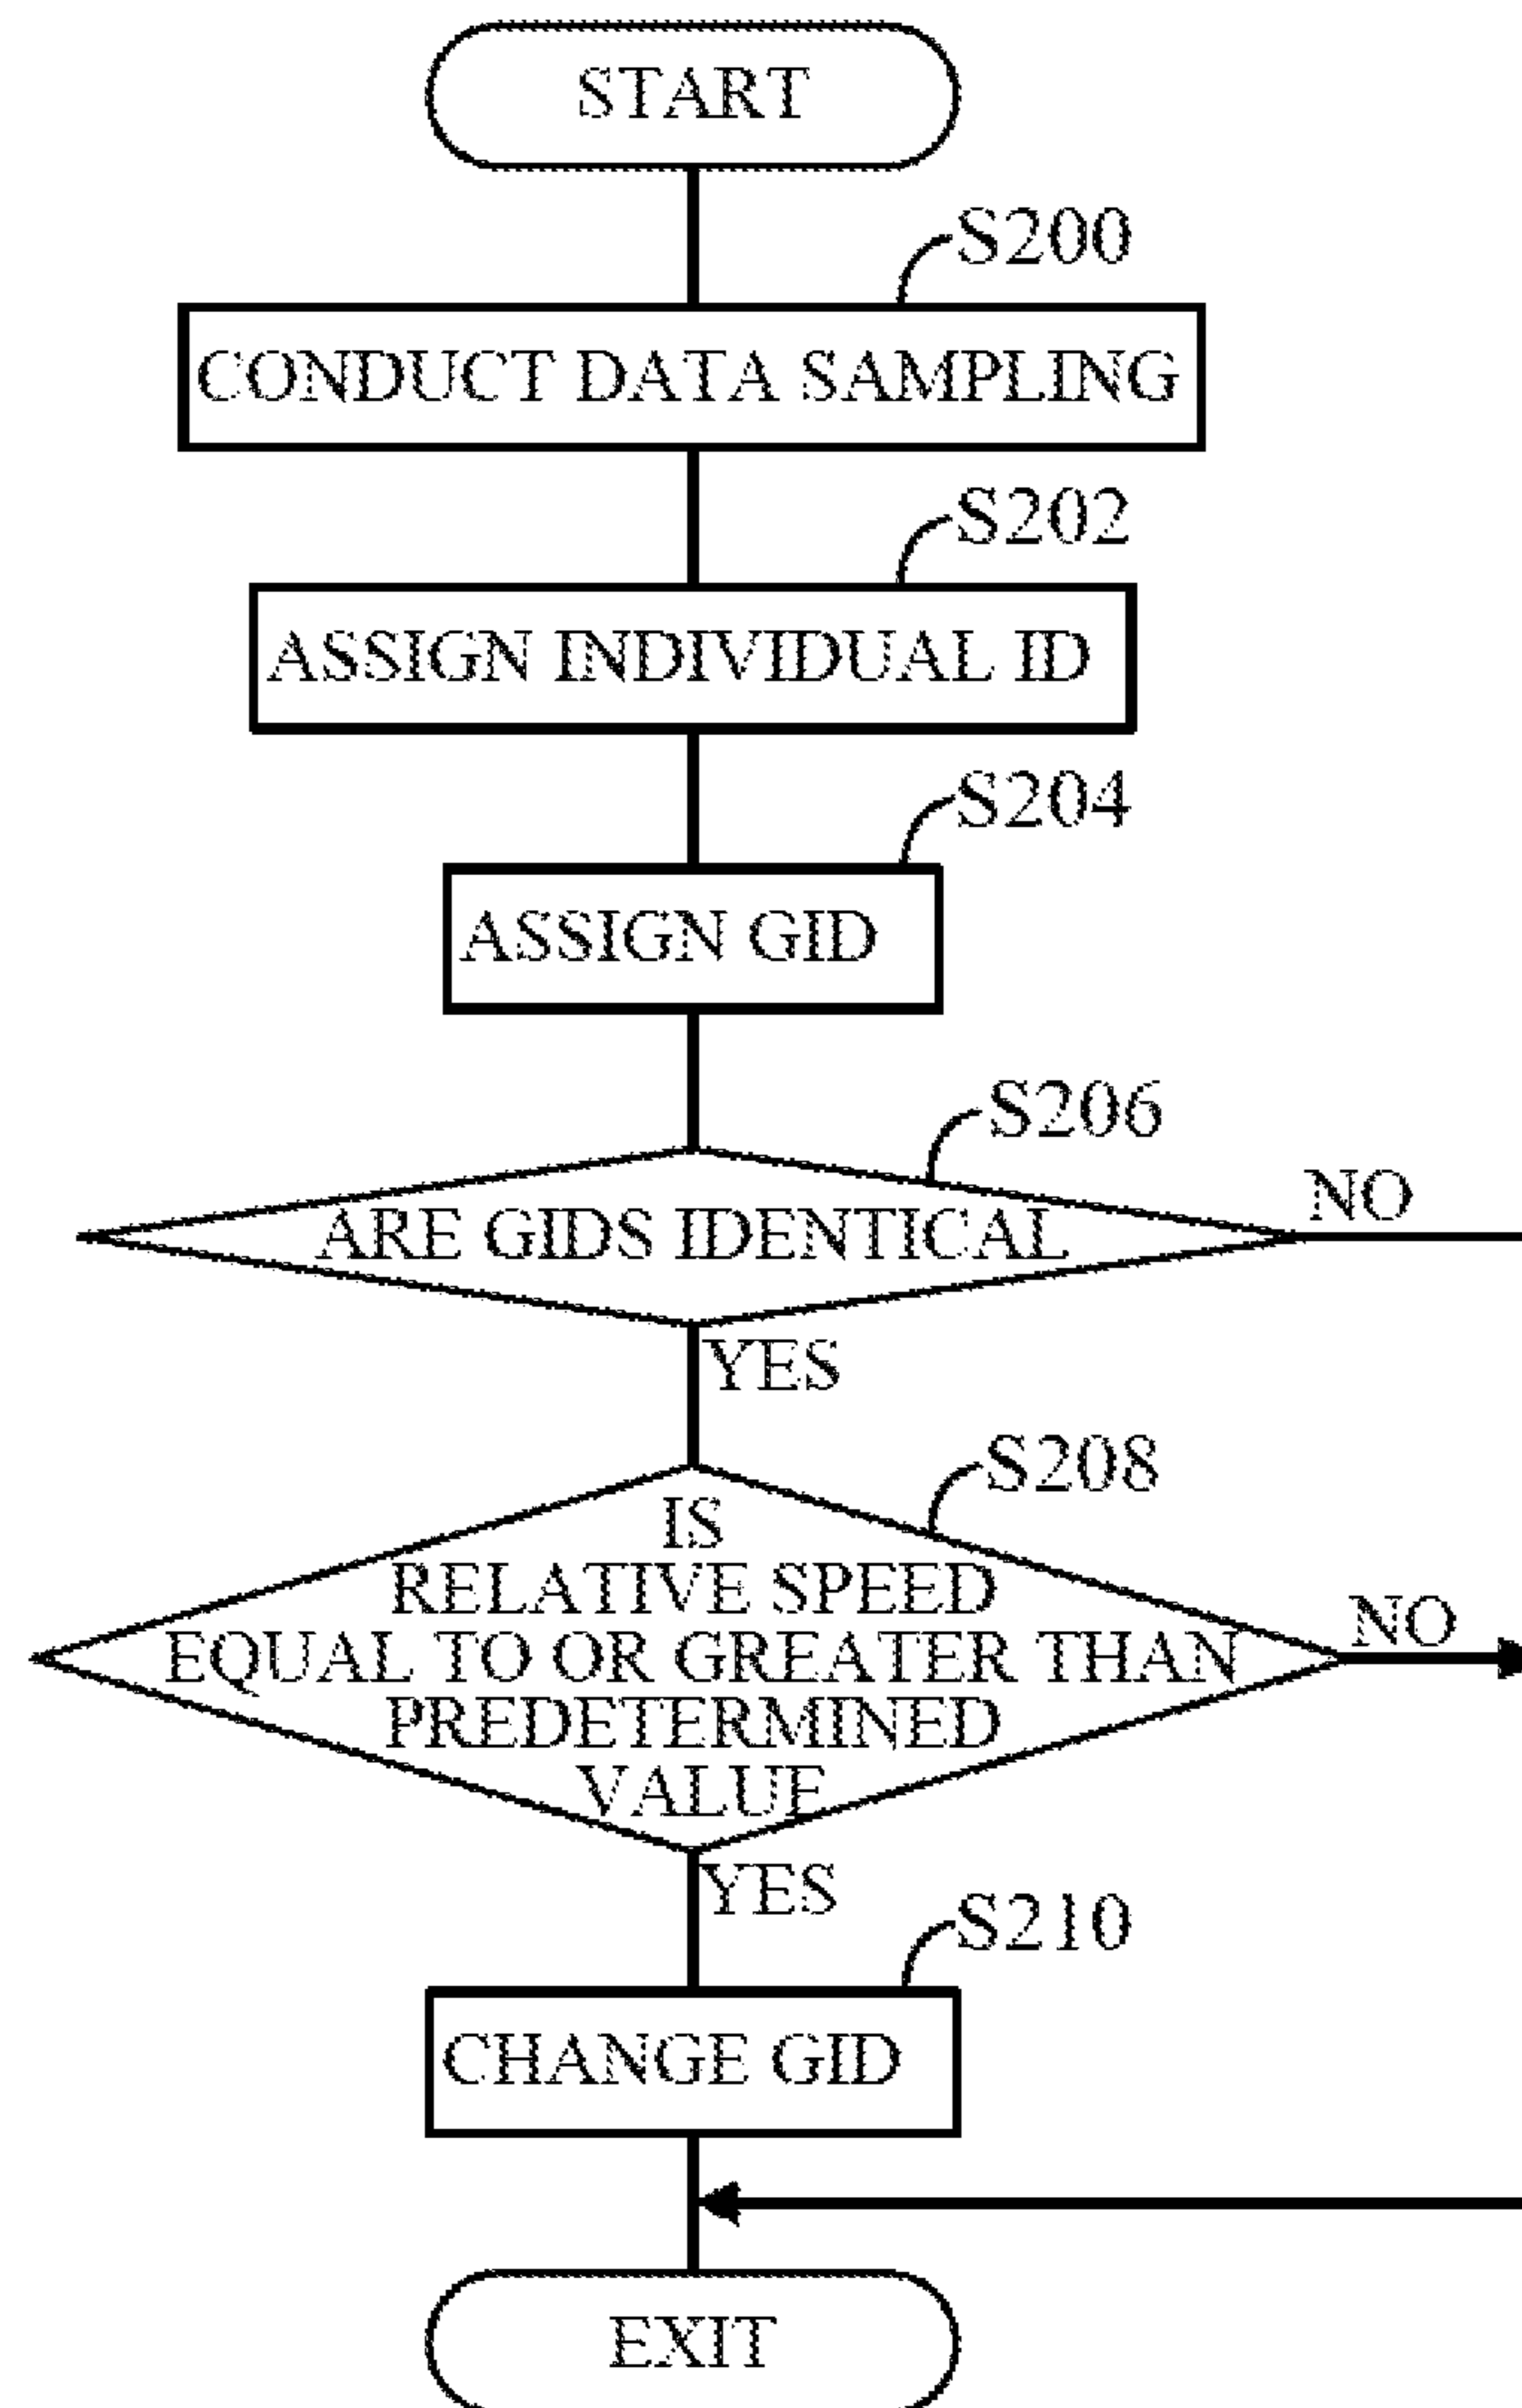 START
S200
CONDUCT DATA SAMPLING
S202
ASSIGN INDIVIDUAL ID
S204
ASSIGN GID
S206
ARE GIDS IDENTICAL
NO
YES
S208
IS
RELATIVE SPEED
EQUAL TO OR GREATER THAN
PREDETERMINED
VALUE
NO
YES
S210
CHANGE GID
EXIT